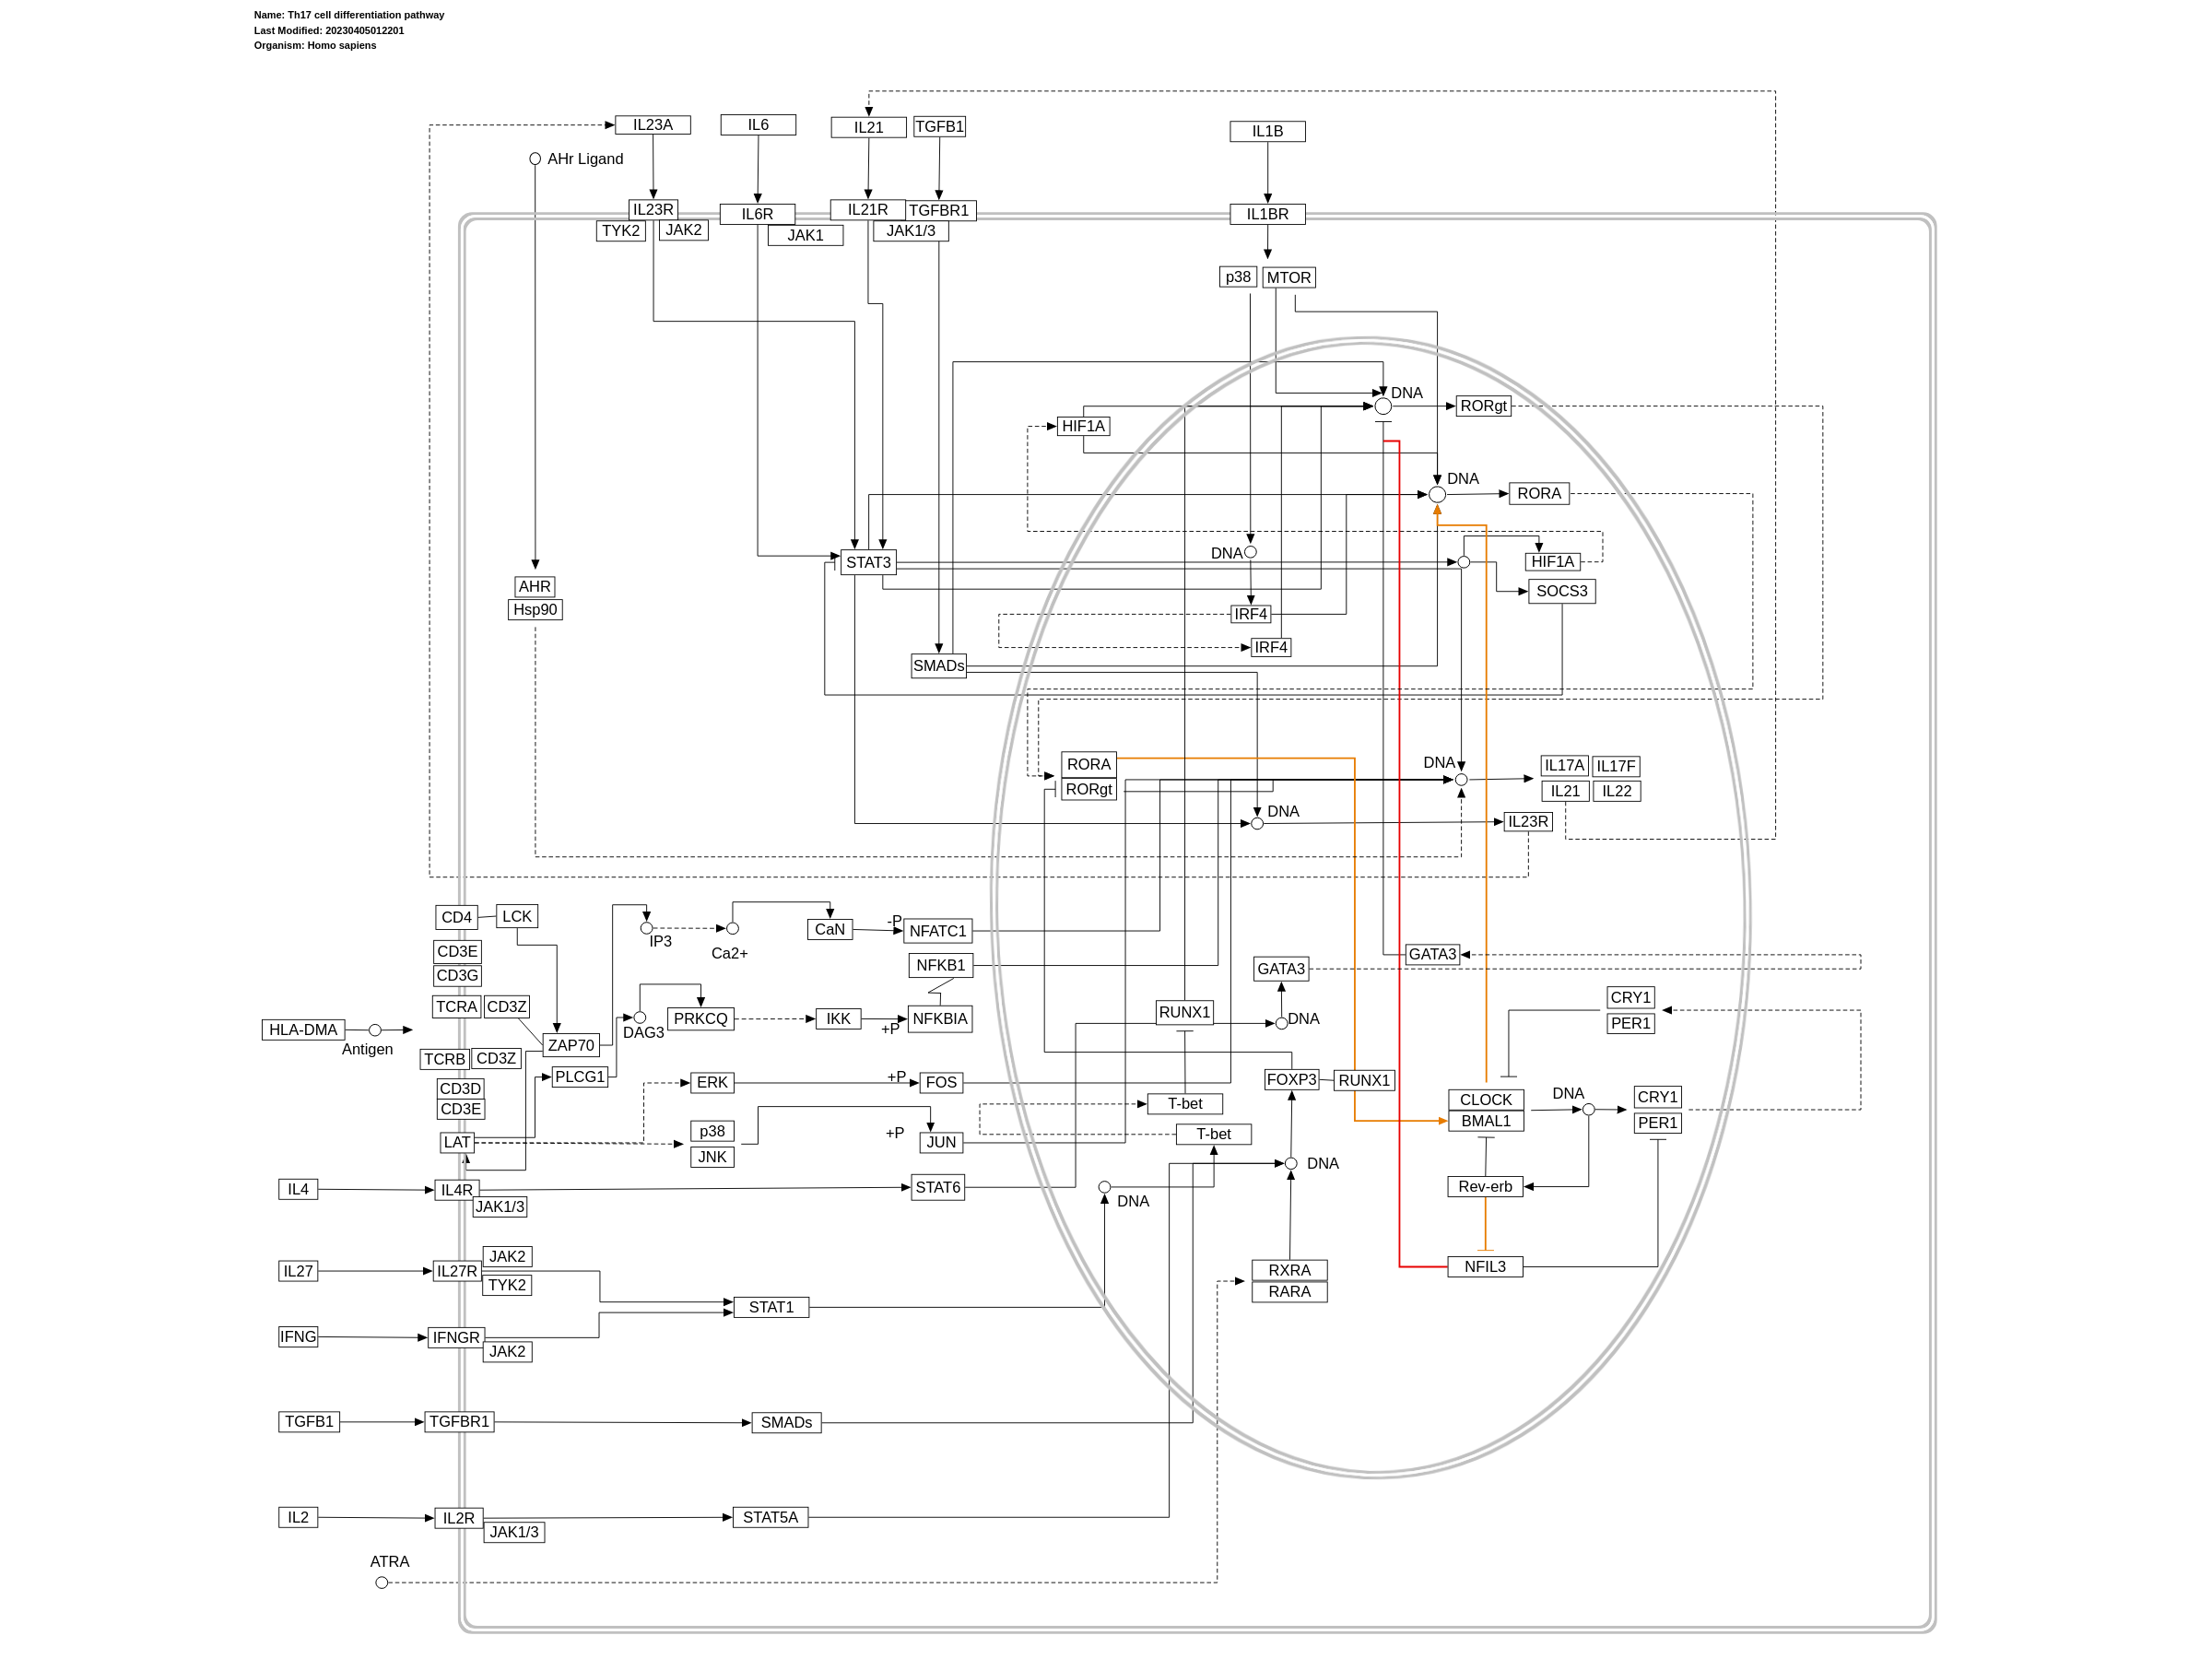 Name: Th17 cell differentiation pathway
Last Modified: 20230405012201
Organism: Homo sapiens
IL23A
IL6
IL21
TGFB1
IL1B
AHr Ligand
IL23R
IL6R
IL21R
TGFBR1
IL1BR
TYK2
JAK2
JAK1
JAK1/3
p38
MTOR
DNA
RORgt
HIF1A
DNA
RORA
DNA
STAT3
HIF1A
AHR
SOCS3
Hsp90
IRF4
IRF4
SMADs
RORA
RORgt
DNA
IL17A
IL17F
IL21
IL22
DNA
IL23R
CD4
LCK
IP3
Ca2+
CaN
-P
NFATC1
CD3E
CD3G
NFKB1
GATA3
GATA3
TCRA
CD3Z
PRKCQ
IKK
+P
NFKBIA
RUNX1
DNA
CRY1
PER1
HLA-DMA
Antigen
DAG3
ZAP70
TCRB
CD3Z
PLCG1
CD3D
CD3E
ERK
+P
FOS
FOXP3
RUNX1
T-bet
CLOCK
BMAL1
DNA
CRY1
PER1
LAT
p38
JNK
+P
JUN
T-bet
DNA
IL4
IL4R
JAK1/3
STAT6
DNA
Rev-erb
IL27
IL27R
JAK2
TYK2
RXRA
RARA
NFIL3
STAT1
IFNG
IFNGR
JAK2
TGFB1
TGFBR1
SMADs
IL2
IL2R
JAK1/3
STAT5A
ATRA